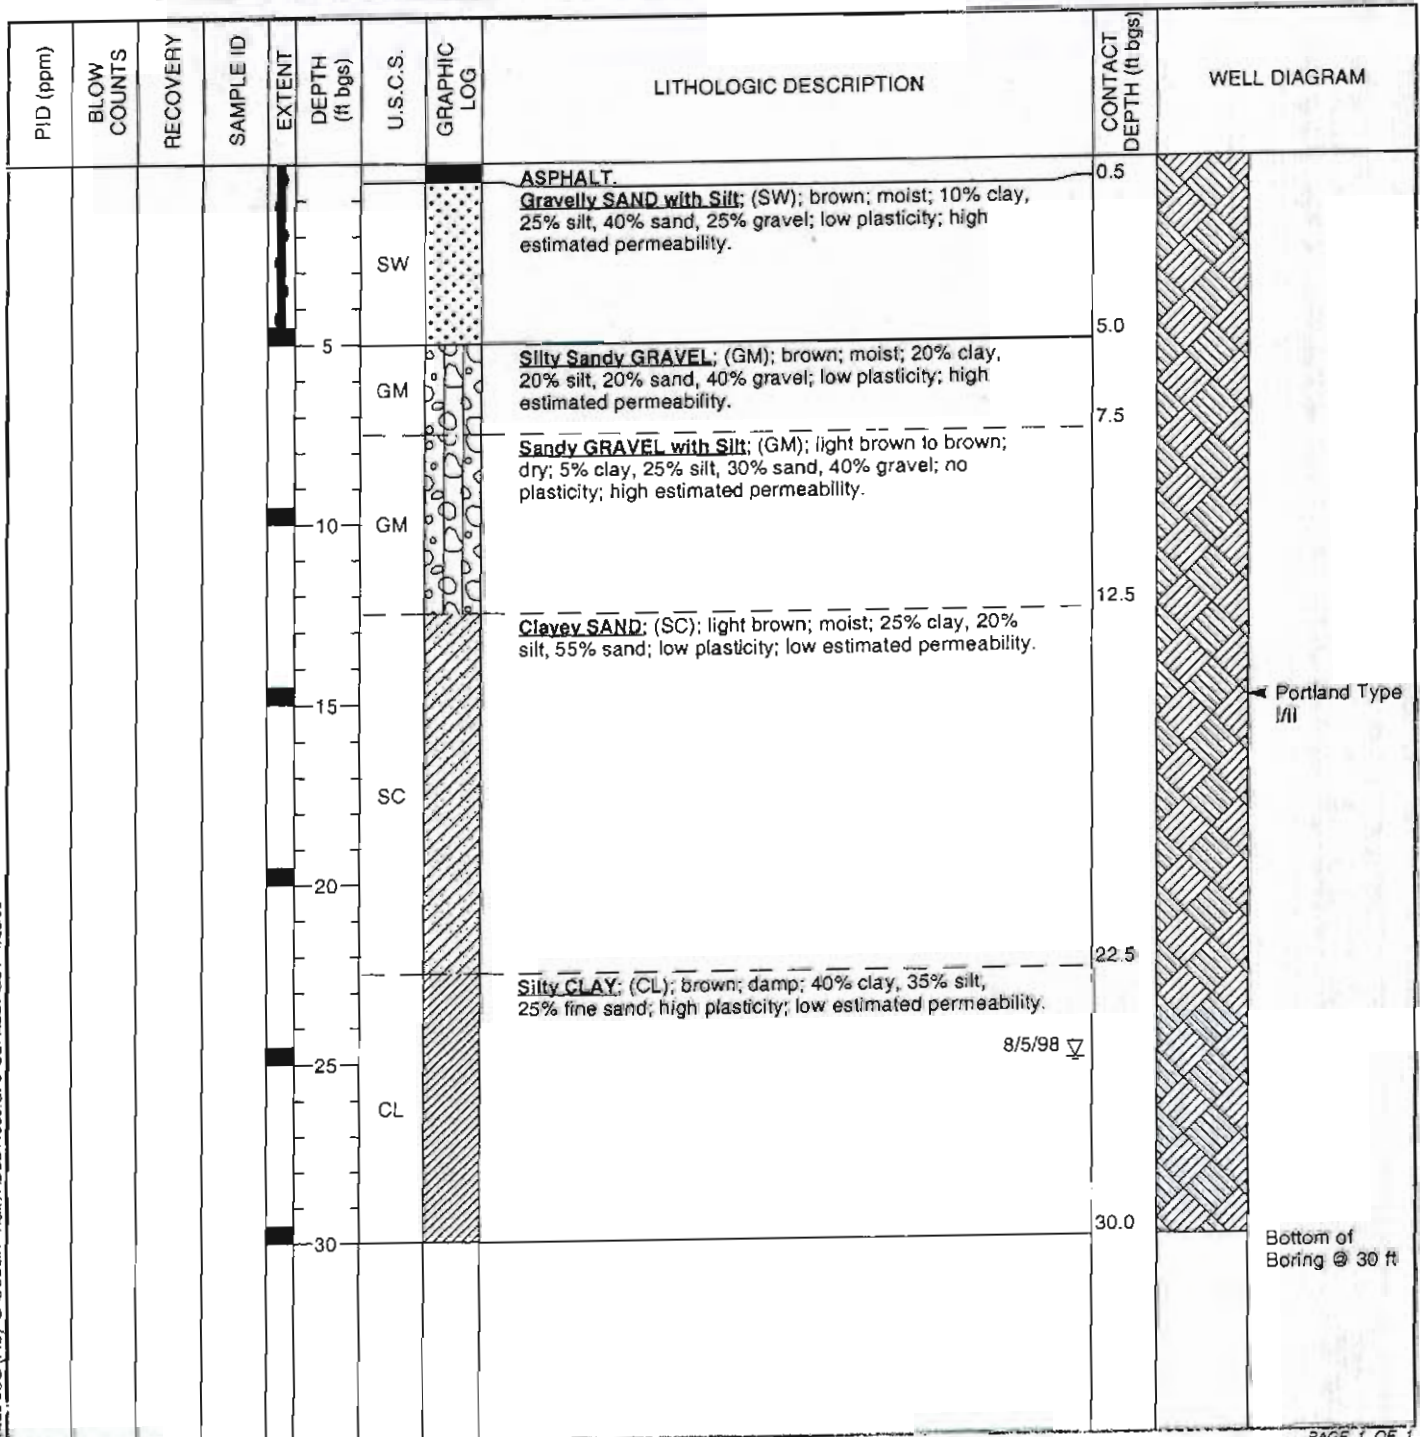 PID (ppm)
BLOW
COUNTS
RECOVERY
SAMPLE ID
EXTENT
DEPTH
(ft bgs)
U.S.C.S.
GRAPHIC
LOG
LITHOLOGIC DESCRIPTION
CONTACT
DEPTH (ft bgs)
WELL DIAGRAM
ASPHALT.
0.5
Gravelly SAND with Silt; (SW); brown; moist; 10% clay,
25% silt, 40% sand, 25% gravel; low plasticity; high
estimated permeability.
SW
5.0
5
Silty Sandy GRAVEL; (GM); brown; moist; 20% clay,
20% silt, 20% sand, 40% gravel; low plasticity; high
estimated permeability.
GM
7.5
Sandy GRAVEL with Silt; (GM); light brown to brown;
dry; 5% clay, 25% silt, 30% sand, 40% gravel; no
plasticity; high estimated permeability.
10
GM
12.5
Clayey SAND; (SC); light brown; moist; 25% clay, 20%
silt, 55% sand; low plasticity; low estimated permeability.
Portland Type
I/II
15
SC
20
22.5
Silty CLAY; (CL); brown; damp; 40% clay, 35% silt,
25% fine sand; high plasticity; low estimated permeability.
8/5/98
25
CL
30.0
30
Bottom of
Boring @ 30 ft
PAGE 1 OF 1